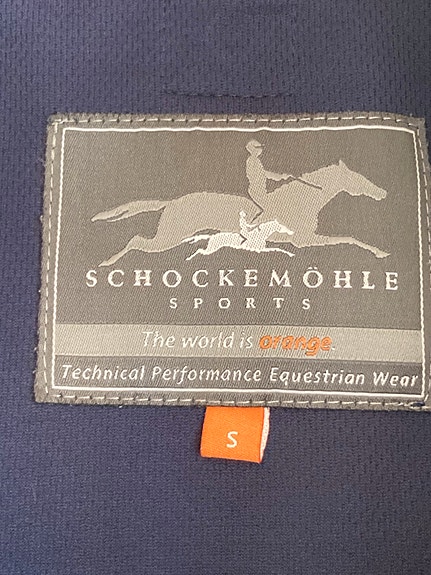 SCHOCKEMÖHLE
SPORTS
The world is orange.
Technical Performance Equestrian Wear
S